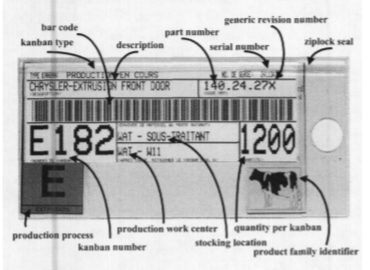 generic revision number
bar code
part number
kanban type
description
serial number
ziplock seal
PRODUCTION EN COURS
CHRYSLER-EXTRUSION FRONT DOOR
140.24.27X
E182
WAT - SOUS-TRAITANT
WAT - W11
1200
E
production process
production work center
quantity per kanban
kanban number
stocking location
product family identifier